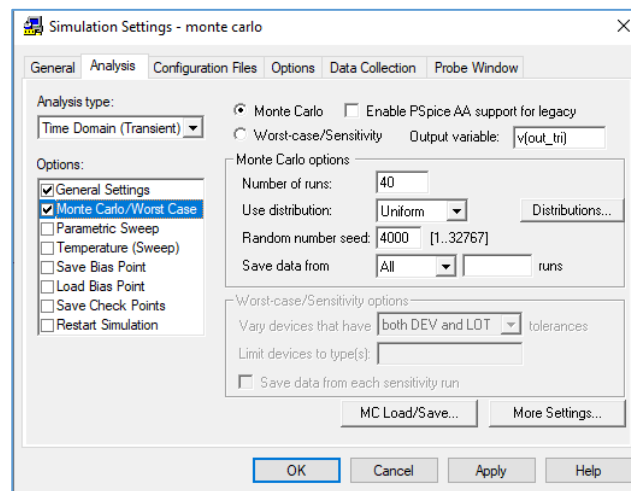 Simulation Settings - monte carlo
General Analysis Configuration Files Options Data Collection Probe Window
Analysis type:
Time Domain (Transient)
Options:
General Settings
Monte Carlo/Worst Case
Parametric Sweep
Temperature (Sweep)
Save Bias Point
Load Bias Point
Save Check Points
Restart Simulation
Monte Carlo Enable PSpice AA support for legacy
Worst-case/Sensitivity Output variable: v(out_tri)
Monte Carlo options
Number of runs: 40
Use distribution: Uniform Distributions...
Random number seed: 4000 [1..32767]
Save data from All runs
Worst-case/Sensitivity options
Vary devices that have both DEV and LOT tolerances
Limit devices to type(s):
Save data from each sensitivity run
MC Load/Save... More Settings...
OK Cancel Apply Help